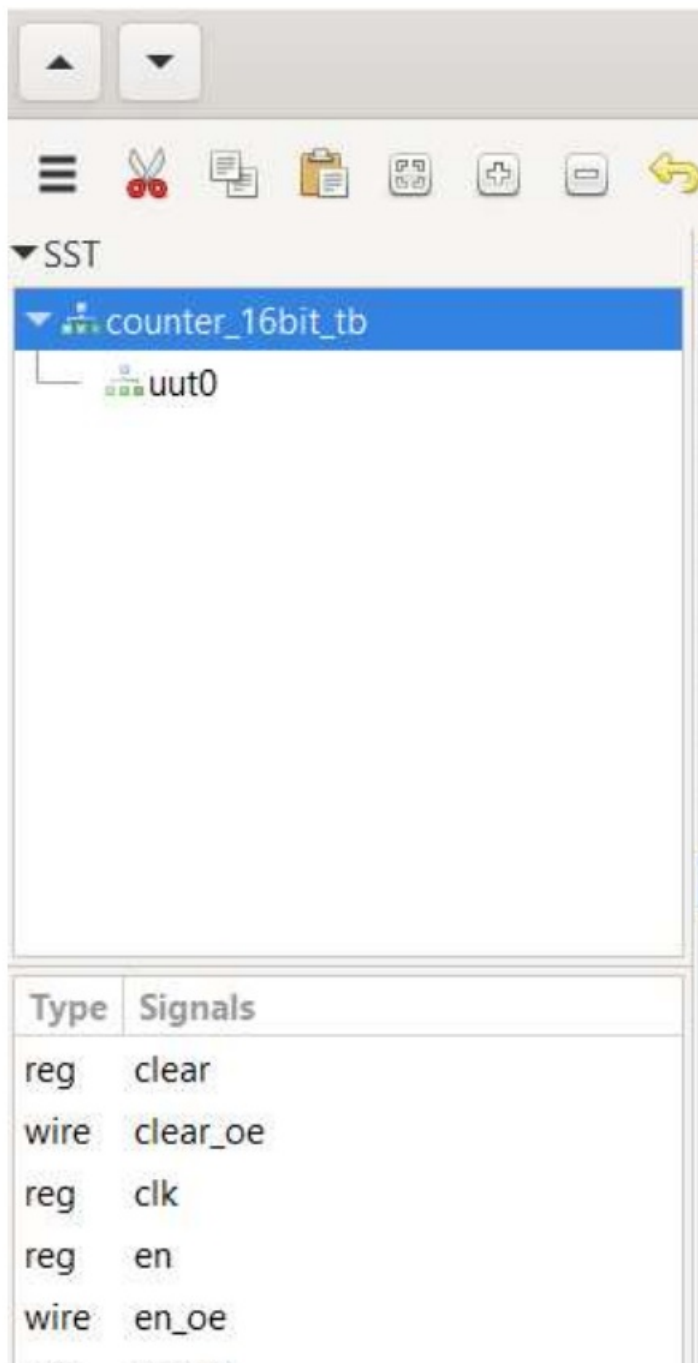 SST
counter_16bit_tb
uut0
Type Signals
reg clear
wire clear_oe
reg clk
reg en
wire en_oe